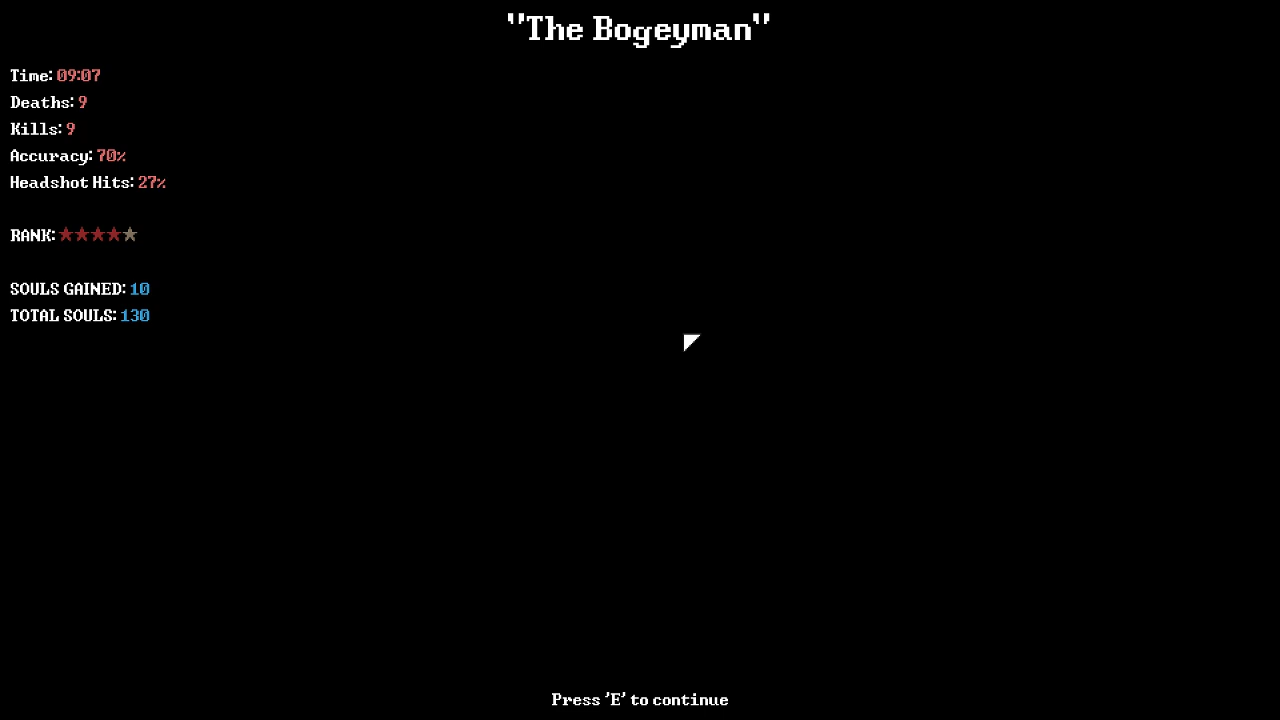 "The Bogeyman"
Time: 09:07
Deaths: 9
Kills: 9
Accuracy: 70%
Headshot Hits: 27%
RANK: ★★★★★
SOULS GAINED: 10
TOTAL SOULS: 130
Press 'E' to continue